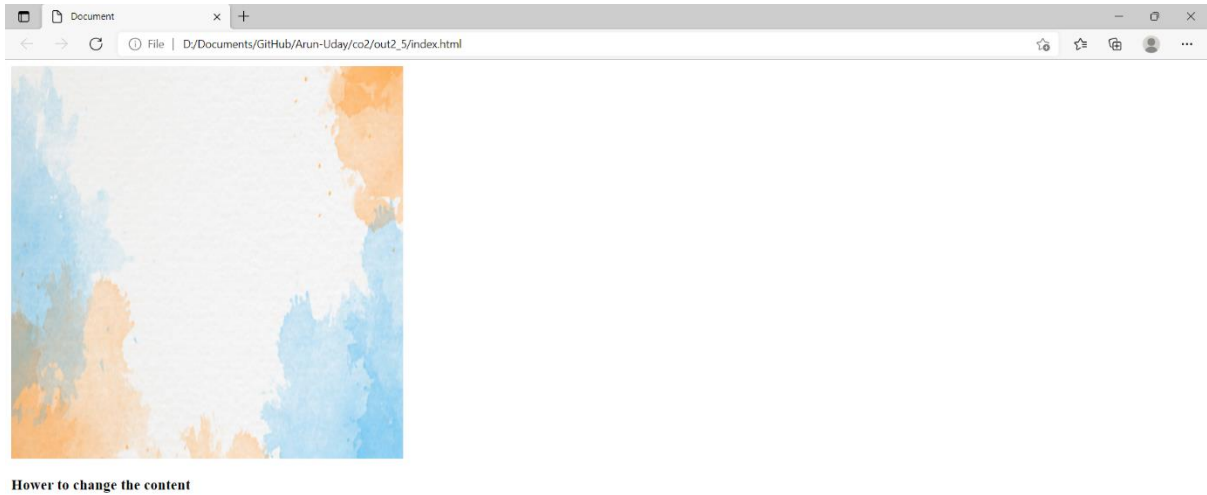 Document
File | D:/Documents/GitHub/Arun-Uday/co2/out2_5/index.html
Hower to change the content